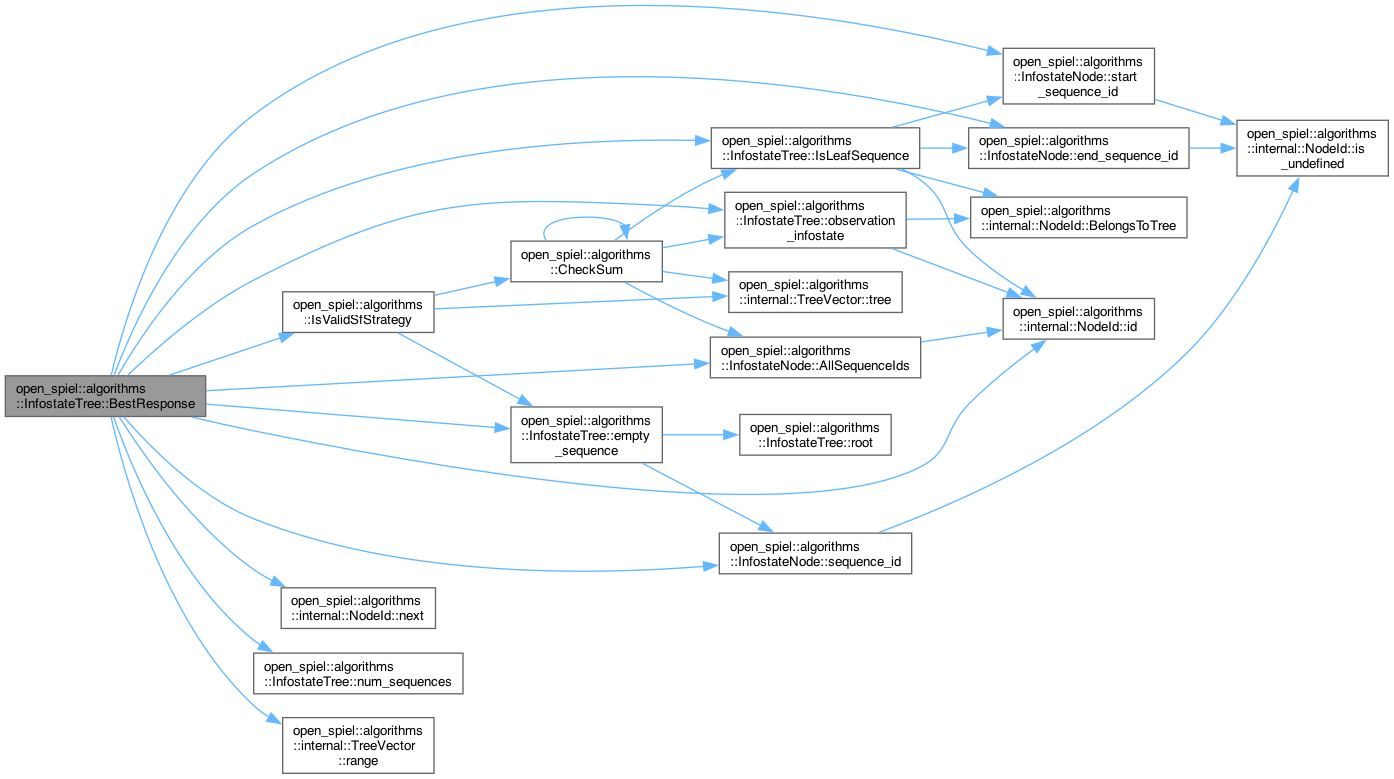 open_spiel::algorithms
::InfostateTree::BestResponse
open_spiel::algorithms
::IsValidSfStrategy
open_spiel::algorithms
::internal::NodeId::next
open_spiel::algorithms
::InfostateTree::num_sequences
open_spiel::algorithms
::internal::TreeVector
::range
open_spiel::algorithms
::CheckSum
open_spiel::algorithms
::InfostateTree::empty
_sequence
open_spiel::algorithms
::InfostateTree::IsLeafSequence
open_spiel::algorithms
::InfostateTree::observation
_infostate
open_spiel::algorithms
::internal::TreeVector::tree
open_spiel::algorithms
::InfostateNode::AllSequenceIds
open_spiel::algorithms
::InfostateTree::root
open_spiel::algorithms
::InfostateNode::sequence_id
open_spiel::algorithms
::InfostateNode::start
_sequence_id
open_spiel::algorithms
::InfostateNode::end_sequence_id
open_spiel::algorithms
::internal::NodeId::BelongsToTree
open_spiel::algorithms
::internal::NodeId::id
open_spiel::algorithms
::internal::NodeId::is
_undefined